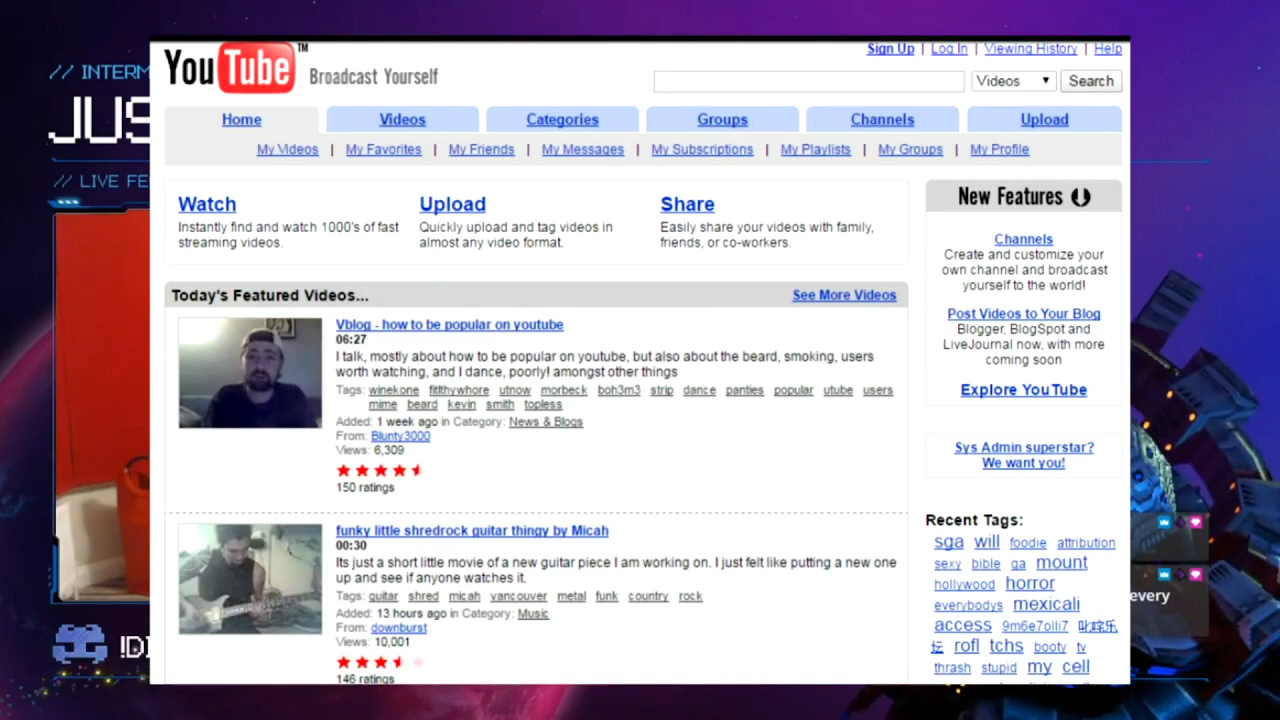 // INTERM
JUS
// LIVE FE
YouTube™ Broadcast Yourself
Sign Up | Log In | Viewing History | Help
Videos Search
Home Videos Categories Groups Channels Upload
My Videos | My Favorites | My Friends | My Messages | My Subscriptions | My Playlists | My Groups | My Profile
Watch
Instantly find and watch 1000's of fast
streaming videos.
Upload
Quickly upload and tag videos in
almost any video format.
Share
Easily share your videos with family,
friends, or co-workers.
Today's Featured Videos... See More Videos
Vblog - how to be popular on youtube
06:27
I talk, mostly about how to be popular on youtube, but also about the beard, smoking, users
worth watching, and I dance, poorly! amongst other things
Tags: winekone filthywhore utnow morbeck boh3m3 strip dance panties popular utube users
mime beard kevin smith topless
Added: 1 week ago in Category: News & Blogs
From: Blunty3000
Views: 6,309
150 ratings
funky little shredrock guitar thingy by Micah
00:30
Its just a short little movie of a new guitar piece I am working on. I just felt like putting a new one
up and see if anyone watches it.
Tags: guitar shred micah vancouver metal funk country rock
Added: 13 hours ago in Category: Music
From: downburst
Views: 10,001
146 ratings
New Features
Channels
Create and customize your
own channel and broadcast
yourself to the world!
Post Videos to Your Blog
Blogger, BlogSpot and
LiveJournal now, with more
coming soon
Explore YouTube
Sys Admin superstar?
We want you!
Recent Tags:
sga will foodie attribution
sexy bible ga mount
hollywood horror
everybodys mexicali
access 9m6e7olli7
rofl tchs booty tv
thrash stupid my cell
every
!D